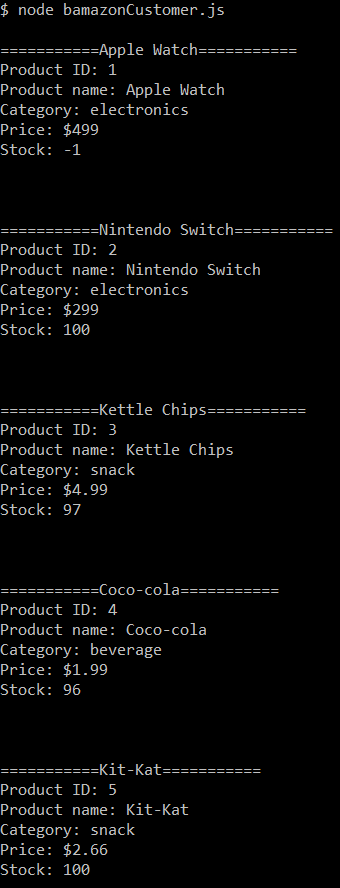 $ node bamazonCustomer.js
===========Apple Watch===========
Product ID: 1
Product name: Apple Watch
Category: electronics
Price: $499
Stock: -1
===========Nintendo Switch===========
Product ID: 2
Product name: Nintendo Switch
Category: electronics
Price: $299
Stock: 100
===========Kettle Chips===========
Product ID: 3
Product name: Kettle Chips
Category: snack
Price: $4.99
Stock: 97
===========Coco-cola===========
Product ID: 4
Product name: Coco-cola
Category: beverage
Price: $1.99
Stock: 96
===========Kit-Kat===========
Product ID: 5
Product name: Kit-Kat
Category: snack
Price: $2.66
Stock: 100